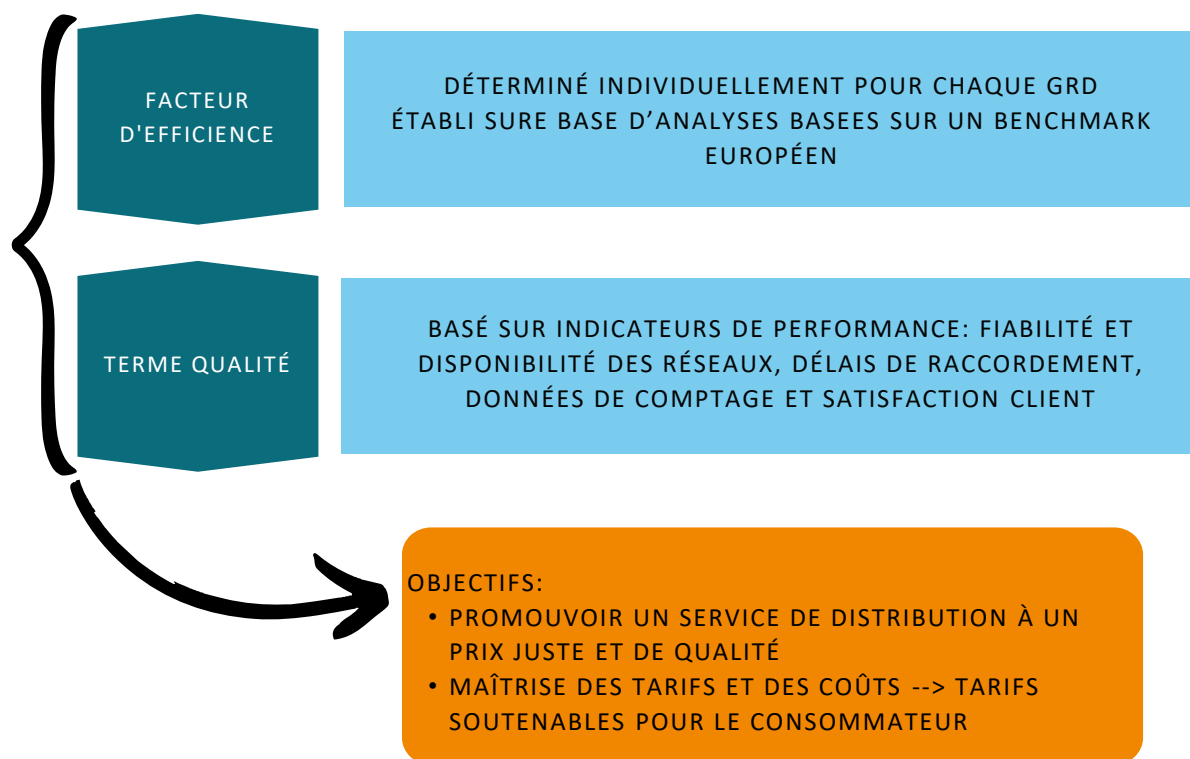 FACTEUR
D'EFFICIENCE
DÉTERMINÉ INDIVIDUELLEMENT POUR CHAQUE GRD
ÉTABLI SURE BASE D’ANALYSES BASEES SUR UN BENCHMARK
EUROPÉEN
TERME QUALITÉ
BASÉ SUR INDICATEURS DE PERFORMANCE: FIABILITÉ ET
DISPONIBILITÉ DES RÉSEAUX, DÉLAIS DE RACCORDEMENT,
DONNÉES DE COMPTAGE ET SATISFACTION CLIENT
OBJECTIFS:
• PROMOUVOIR UN SERVICE DE DISTRIBUTION À UN
PRIX JUSTE ET DE QUALITÉ
• MAÎTRISE DES TARIFS ET DES COÛTS --> TARIFS
SOUTENABLES POUR LE CONSOMMATEUR